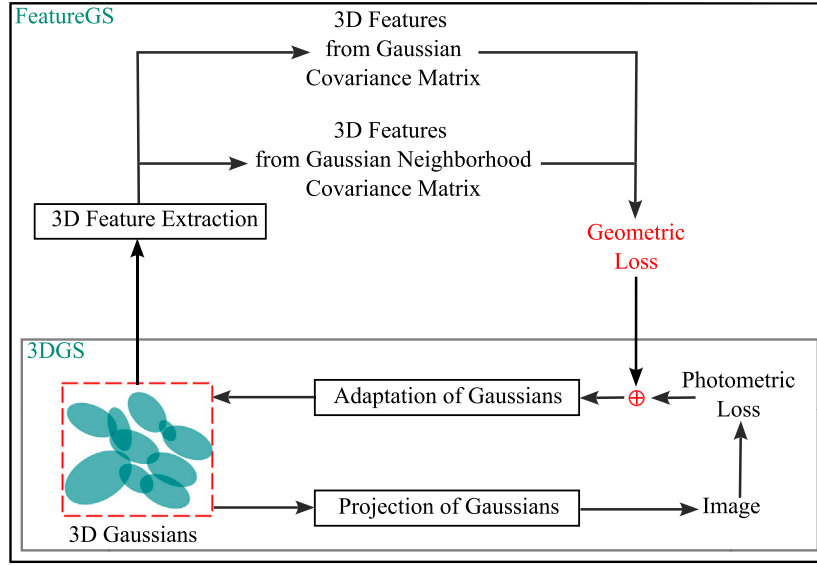 FeatureGS
3D Features
from Gaussian
Covariance Matrix
3D Features
from Gaussian Neighborhood
Covariance Matrix
3D Feature Extraction
Geometric
Loss
3DGS
Adaptation of Gaussians
Photometric
Loss
Projection of Gaussians
Image
3D Gaussians